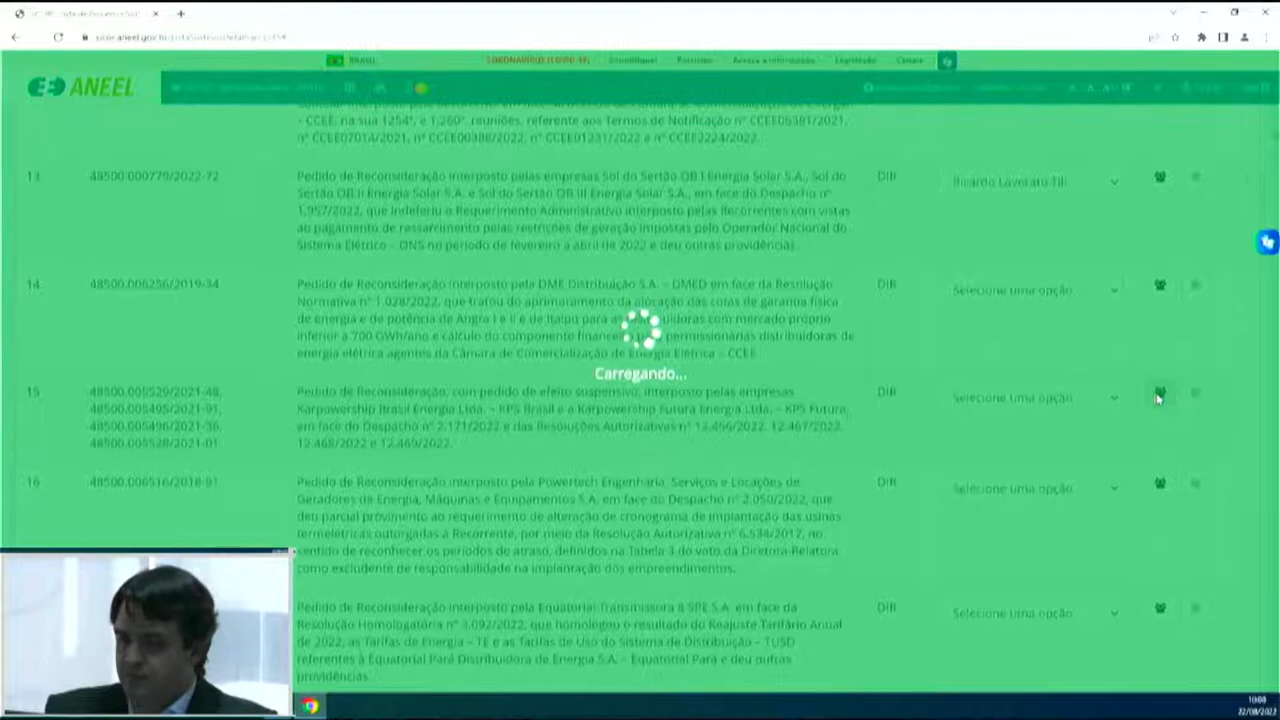 BRASIL
CORONAVÍRUS (COVID-19)
Simplifique!
Participe
Acesso à informação
Legislação
Canais
ANEEL
– CCEE, na sua 1254ª, e 1.260ª, reuniões, referente aos Termos de Notificação nº CCEE06381/2021,
nº CCEE07014/2021, nº CCEE00388/2022, nº CCEE01231/2022 e nº CCEE2224/2022.
13 48500.000779/2022-72 Pedido de Reconsideração interposto pelas empresas Sol do Sertão OB I Energia Solar S.A., Sol do DIR Ricardo Lavorato Tili
Sertão OB II Energia Solar S.A. e Sol do Sertão OB III Energia Solar S.A., em face do Despacho nº
1.957/2022, que indeferiu o Requerimento Administrativo interposto pelas Recorrentes com vistas
ao pagamento de ressarcimento pelas restrições de geração impostas pelo Operador Nacional do
Sistema Elétrico – ONS no período de fevereiro a abril de 2022 e deu outras providências.
14 48500.006256/2019-34 Pedido de Reconsideração interposto pela DME Distribuição S.A. – DMED em face da Resolução DIR Selecione uma opção
Normativa nº 1.028/2022, que tratou do aprimoramento da alocação das cotas de garantia física
de energia e de potência de Angra I e II e de Itaipu para as uidoras com mercado próprio
inferior a 700 GWh/ano e cálculo do componente finance permissionárias distribuidoras de
energia elétrica agentes da Câmara de Comercialização de Energia Elétrica – CCEE.
Carregando...
15 48500.005529/2021-48, Pedido de Reconsideração, com pedido de efeito suspensivo, interposto pelas empresas DIR Selecione uma opção
48500.005495/2021-91, Karpowership Brasil Energia Ltda. – KPS Brasil e a Karpowership Futura Energia Ltda. – KPS Futura,
48500.005496/2021-36, em face do Despacho nº 2.171/2022 e das Resoluções Autorizativas nº 12.466/2022, 12.467/2022,
48500.005528/2021-01 12.468/2022 e 12.469/2022.
16 48500.006516/2018-91 Pedido de Reconsideração interposto pela Powertech Engenharia, Serviços e Locações de DIR Selecione uma opção
Geradores de Energia, Máquinas e Equipamentos S.A. em face do Despacho nº 2.050/2022, que
deu parcial provimento ao requerimento de alteração de cronograma de implantação das usinas
termelétricas outorgadas à Recorrente, por meio da Resolução Autorizativa nº 6.534/2017, no
sentido de reconhecer os períodos de atraso, definidos na Tabela 3 do voto da Diretora-Relatora
como excludente de responsabilidade na implantação dos empreendimentos.
Pedido de Reconsideração interposto pela Equatorial Transmissora 8 SPE S.A. em face da DIR Selecione uma opção
Resolução Homologatória nº 3.092/2022, que homologou o resultado do Reajuste Tarifário Anual
de 2022, as Tarifas de Energia – TE e as Tarifas de Uso do Sistema de Distribuição – TUSD
referentes à Equatorial Pará Distribuidora de Energia S.A. – Equatorial Pará e deu outras
providências.
10:08
22/08/2022